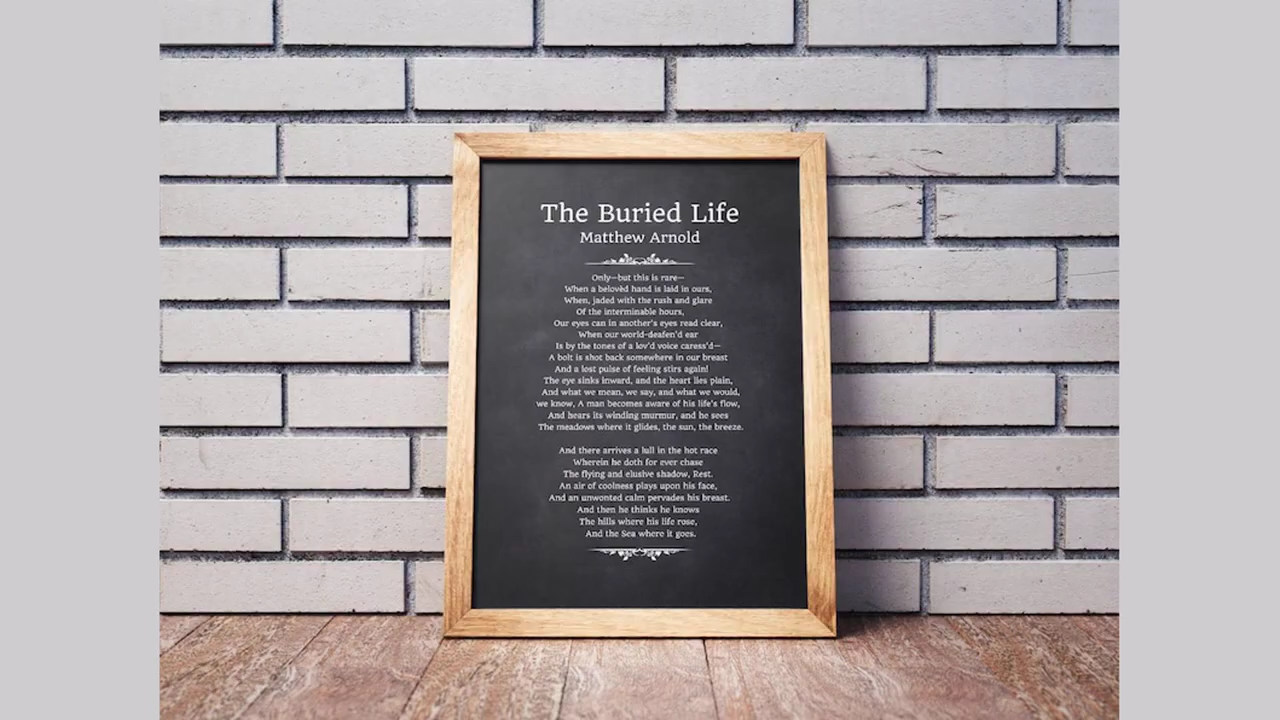 The Buried Life
Matthew Arnold
Only—but this is rare—
When a belovèd hand is laid in ours,
When, jaded with the rush and glare
Of the interminable hours,
Our eyes can in another's eyes read clear,
When our world-deafen'd ear
Is by the tones of a lov'd voice caress'd—
A bolt is shot back somewhere in our breast
And a lost pulse of feeling stirs again!
The eye sinks inward, and the heart lies plain,
And what we mean, we say, and what we would,
we know, A man becomes aware of his life's flow,
And hears its winding murmur, and he sees
The meadows where it glides, the sun, the breeze.
And there arrives a lull in the hot race
Wherein he doth for ever chase
The flying and elusive shadow, Rest.
An air of coolness plays upon his face,
And an unwonted calm pervades his breast.
And then he thinks he knows
The hills where his life rose,
And the Sea where it goes.